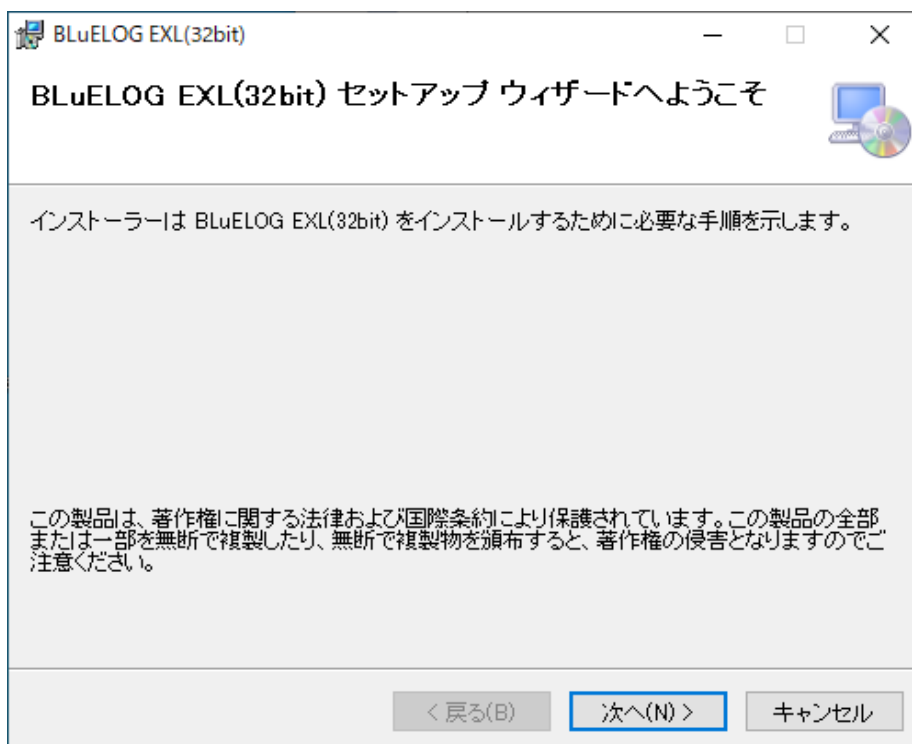 BLuELOG EXL(32bit)
BLuELOG EXL(32bit) セットアップ ウィザードへようこそ
インストーラーは BLuELOG EXL(32bit) をインストールするために必要な手順を示します。
この製品は、著作権に関する法律および国際条約により保護されています。この製品の全部
または一部を無断で複製したり、無断で複製物を頒布すると、著作権の侵害となりますのでご
注意ください。
< 戻る(B)
次へ(N) >
キャンセル